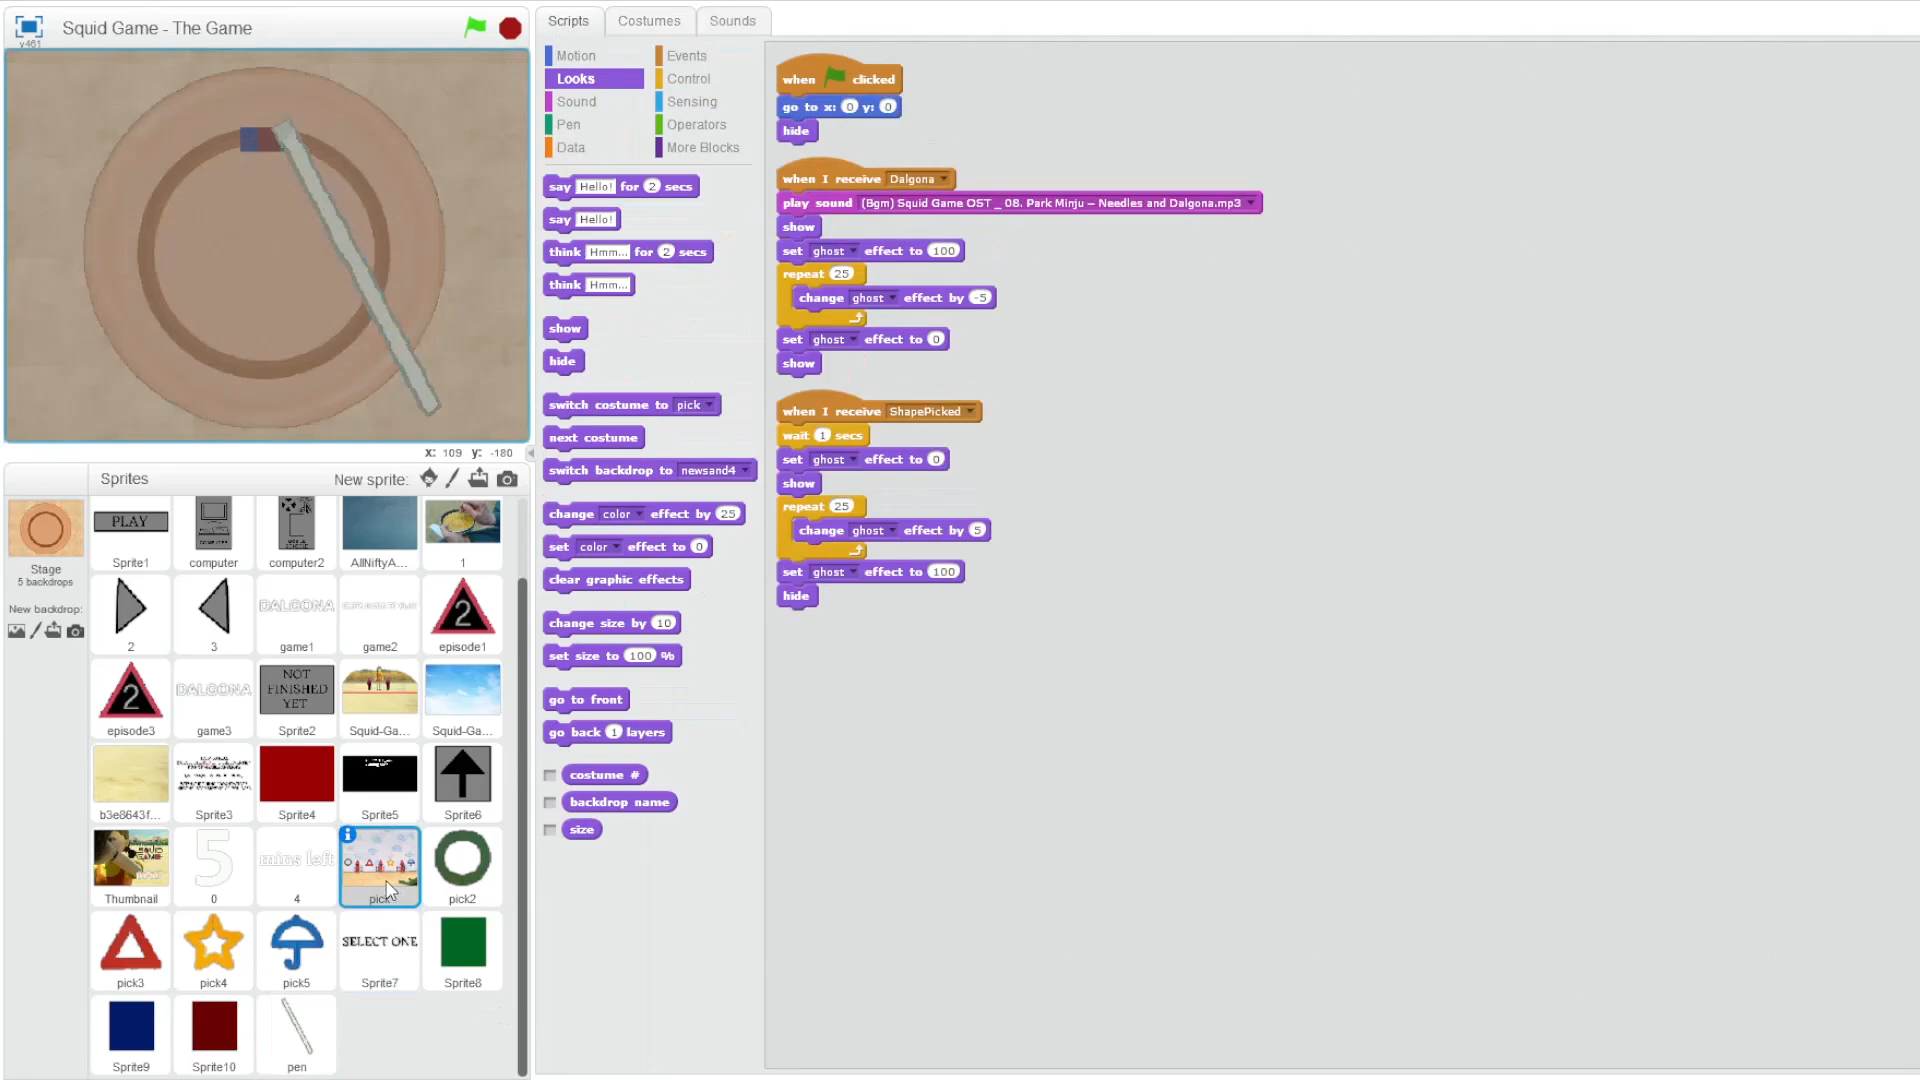 Squid Game - The Game
v461
Scripts
Costumes
Sounds
Motion
Events
Looks
Control
Sound
Sensing
Pen
Operators
Data
More Blocks
say Hello! for 2 secs
say Hello!
think Hmm... for 2 secs
think Hmm...
show
hide
switch costume to pick
next costume
switch backdrop to newsand4
change color effect by 25
set color effect to 0
clear graphic effects
change size by 10
set size to 100 %
go to front
go back 1 layers
costume #
backdrop name
size
when clicked
go to x: 0 y: 0
hide
when I receive Dalgona
play sound (Bgm) Squid Game OST _ 08. Park Minju – Needles and Dalgona.mp3
show
set ghost effect to 100
repeat 25
change ghost effect by -5
set ghost effect to 0
show
when I receive ShapePicked
wait 1 secs
set ghost effect to 0
show
repeat 25
change ghost effect by 5
set ghost effect to 100
hide
x: 109 y: -180
Sprites
New sprite:
Stage
5 backdrops
New backdrop:
PLAY
Sprite1
computer
computer2
AllNiftyA...
1
2
3
DALGONA
game1
game2
2
episode1
2
episode3
DALGONA
game3
NOT
FINISHED
YET
Sprite2
Squid-Ga...
Squid-Ga...
b3e8643f...
Sprite3
Sprite4
Sprite5
Sprite6
SQUID
GAME
Thumbnail
5
0
mins left
4
pick
pick2
pick3
pick4
pick5
SELECT ONE
Sprite7
Sprite8
Sprite9
Sprite10
pen